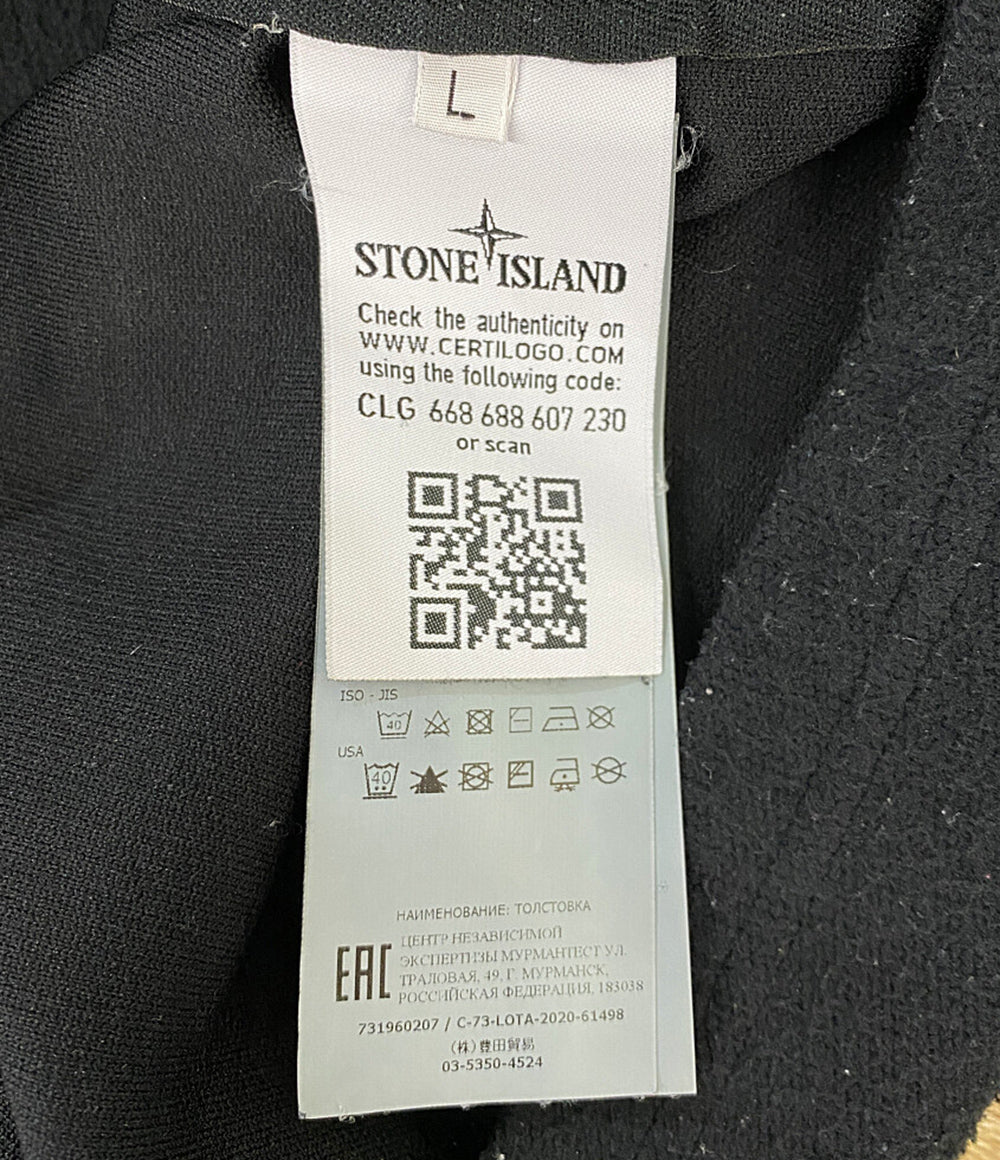 L
STONE ISLAND
Check the authenticity on
WWW.CERTILOGO.COM
using the following code:
CLG 668 688 607 230
or scan
ISO - JIS
40
USA
40
НАИМЕНОВАНИЕ: ТОЛСТОВКА
EAC
ЦЕНТР НЕЗАВИСИМОЙ
ЭКСПЕРТИЗЫ МУРМАНТЕСТ УЛ.
ТРАЛОВАЯ, 49, Г. МУРМАНСК,
РОССИЙСКАЯ ФЕДЕРАЦИЯ, 183038
731960207 / C-73-LOTA-2020-61498
(株)豊田貿易
03-5350-4524